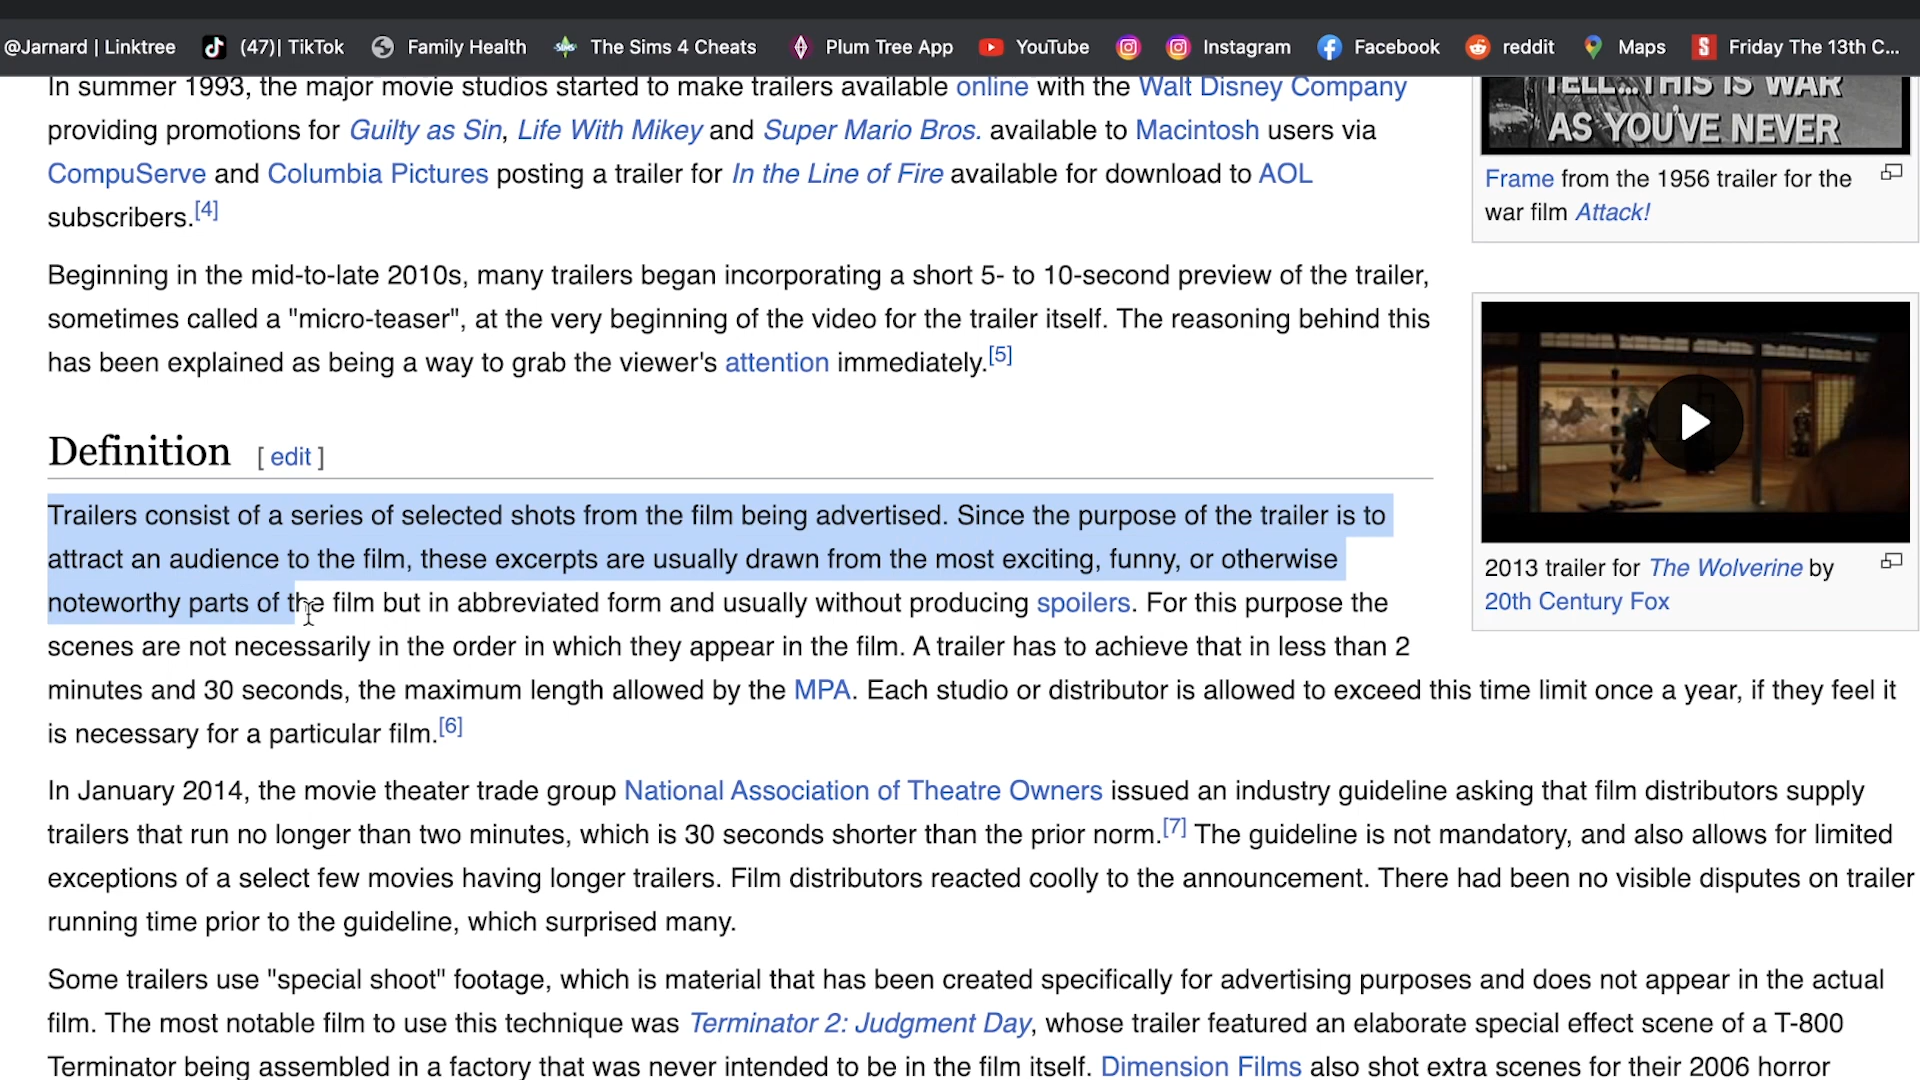 @Jarnard | Linktree (47)| TikTok Family Health The Sims 4 Cheats Plum Tree App YouTube Instagram Facebook reddit Maps Friday The 13th C...
In summer 1993, the major movie studios started to make trailers available online with the Walt Disney Company
providing promotions for Guilty as Sin, Life With Mikey and Super Mario Bros. available to Macintosh users via
CompuServe and Columbia Pictures posting a trailer for In the Line of Fire available for download to AOL
subscribers.[4]
Beginning in the mid-to-late 2010s, many trailers began incorporating a short 5- to 10-second preview of the trailer,
sometimes called a "micro-teaser", at the very beginning of the video for the trailer itself. The reasoning behind this
has been explained as being a way to grab the viewer's attention immediately.[5]
Definition [ edit ]
Trailers consist of a series of selected shots from the film being advertised. Since the purpose of the trailer is to
attract an audience to the film, these excerpts are usually drawn from the most exciting, funny, or otherwise
noteworthy parts of the film but in abbreviated form and usually without producing spoilers. For this purpose the
scenes are not necessarily in the order in which they appear in the film. A trailer has to achieve that in less than 2
minutes and 30 seconds, the maximum length allowed by the MPA. Each studio or distributor is allowed to exceed this time limit once a year, if they feel it
is necessary for a particular film.[6]
In January 2014, the movie theater trade group National Association of Theatre Owners issued an industry guideline asking that film distributors supply
trailers that run no longer than two minutes, which is 30 seconds shorter than the prior norm.[7] The guideline is not mandatory, and also allows for limited
exceptions of a select few movies having longer trailers. Film distributors reacted coolly to the announcement. There had been no visible disputes on trailer
running time prior to the guideline, which surprised many.
Some trailers use "special shoot" footage, which is material that has been created specifically for advertising purposes and does not appear in the actual
film. The most notable film to use this technique was Terminator 2: Judgment Day, whose trailer featured an elaborate special effect scene of a T-800
Terminator being assembled in a factory that was never intended to be in the film itself. Dimension Films also shot extra scenes for their 2006 horror
TELL...THIS IS WAR
AS YOU'VE NEVER
Frame from the 1956 trailer for the
war film Attack!
2013 trailer for The Wolverine by
20th Century Fox